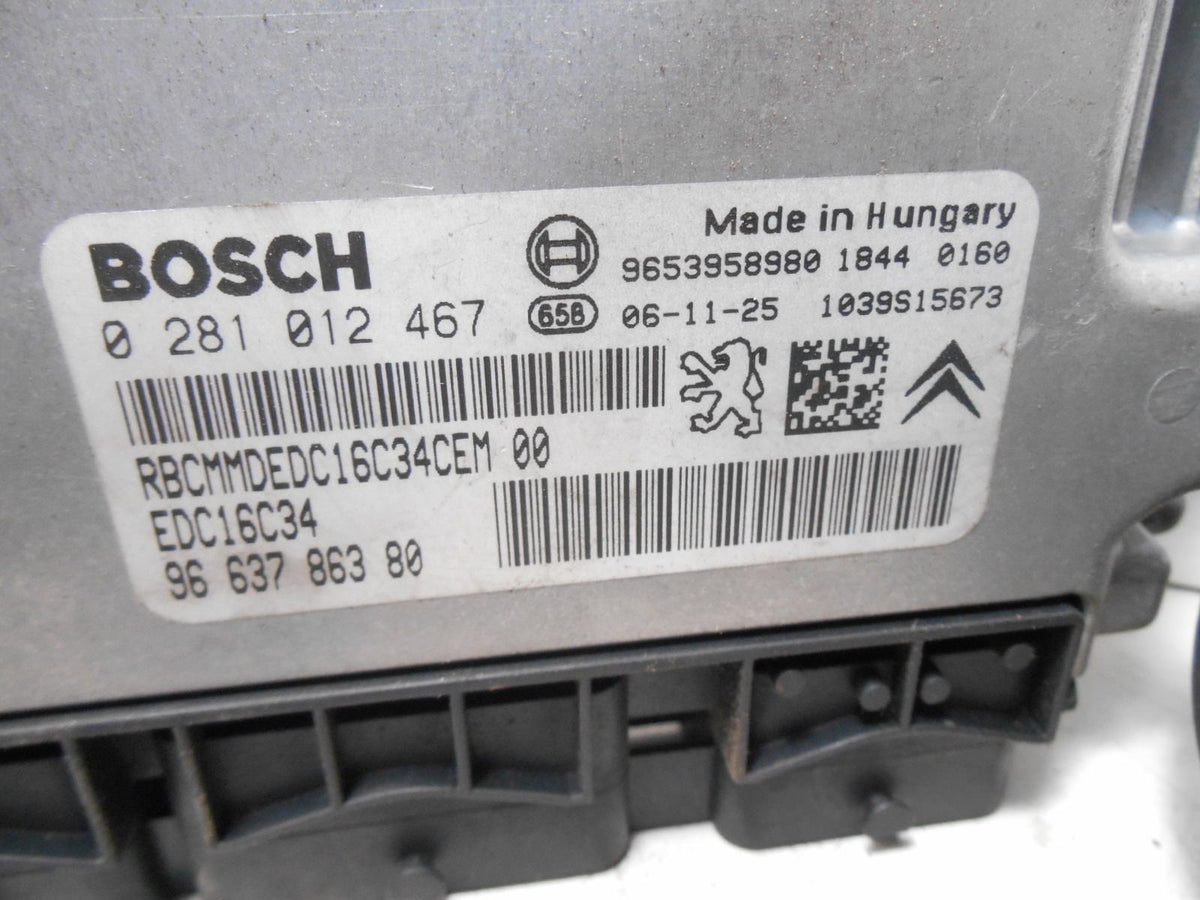 BOSCH
Made in Hungary
9653958980 1844 0160
0 281 012 467
656 06-11-25 1039S15673
RBCMMDEDC16C34CEM 00
EDC16C34
96 637 863 80